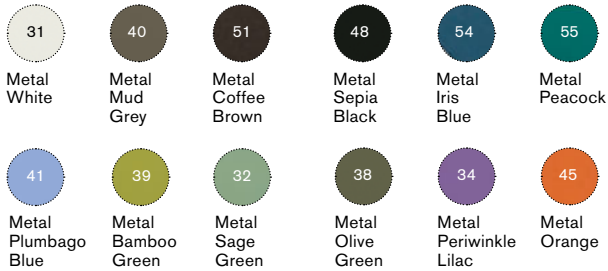 31 40 51 48 54 55
Metal White
Metal Mud Grey
Metal Coffee Brown
Metal Sepia Black
Metal Iris Blue
Metal Peacock
41 39 32 38 34 45
Metal Plumbago Blue
Metal Bamboo Green
Metal Sage Green
Metal Olive Green
Metal Periwinkle Lilac
Metal Orange